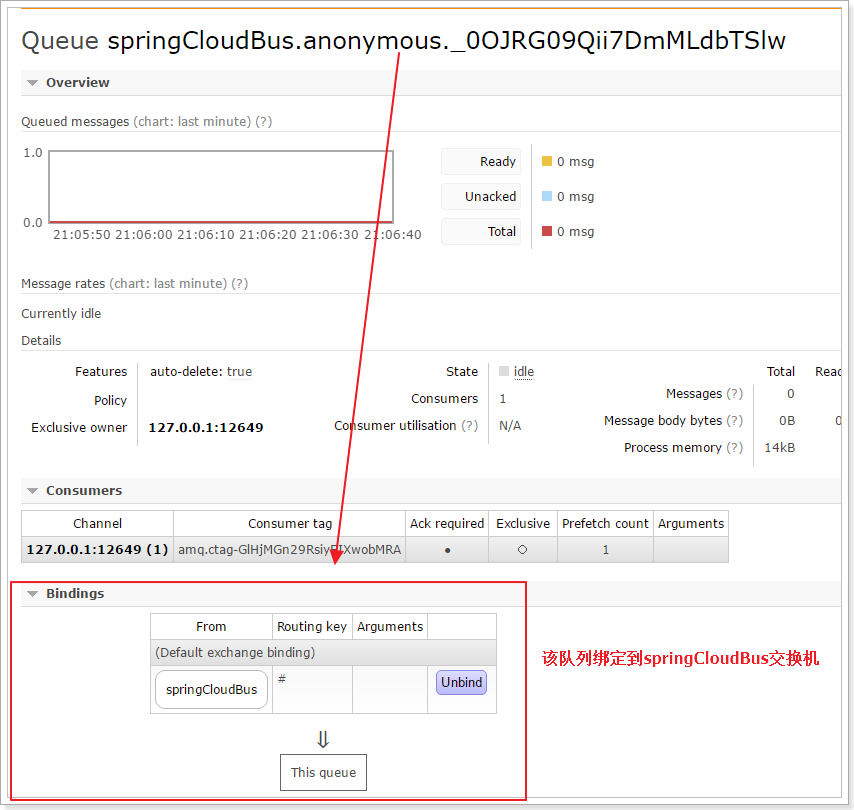 Queue springCloudBus.anonymous._0OJRG09Qii7DmMLdbTSlw
Overview
Queued messages (chart: last minute) (?)
1.0
0.0
21:05:50 21:06:00 21:06:10 21:06:20 21:06:30 21:06:40
Ready 0 msg
Unacked 0 msg
Total 0 msg
Message rates (chart: last minute) (?)
Currently idle
Details
Features auto-delete: true
Policy
Exclusive owner 127.0.0.1:12649
State idle
Consumers 1
Consumer utilisation (?) N/A
Total Read
Messages (?) 0
Message body bytes (?) 0B 0
Process memory (?) 14kB
Consumers
Channel Consumer tag Ack required Exclusive Prefetch count Arguments
127.0.0.1:12649 (1) ● ○ 1
Bindings
From Routing key Arguments
(Default exchange binding)
springCloudBus # Unbind
⇓
This queue
该队列绑定到springCloudBus交换机